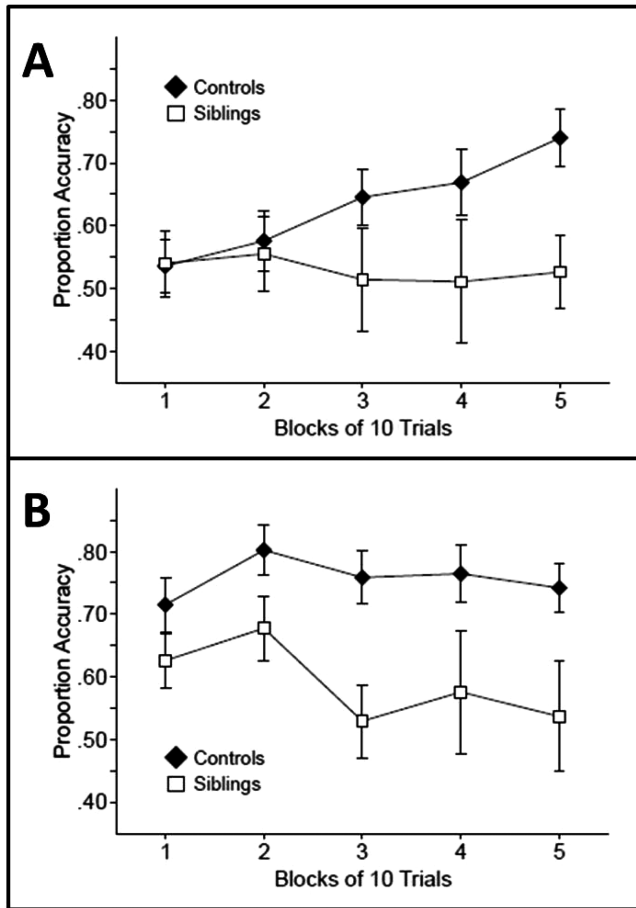 A
Controls
Siblings
Proportion Accuracy
.80
.70
.60
.50
.40
1 2 3 4 5
Blocks of 10 Trials
B
Proportion Accuracy
.80
.70
.60
.50
.40
Controls
Siblings
1 2 3 4 5
Blocks of 10 Trials